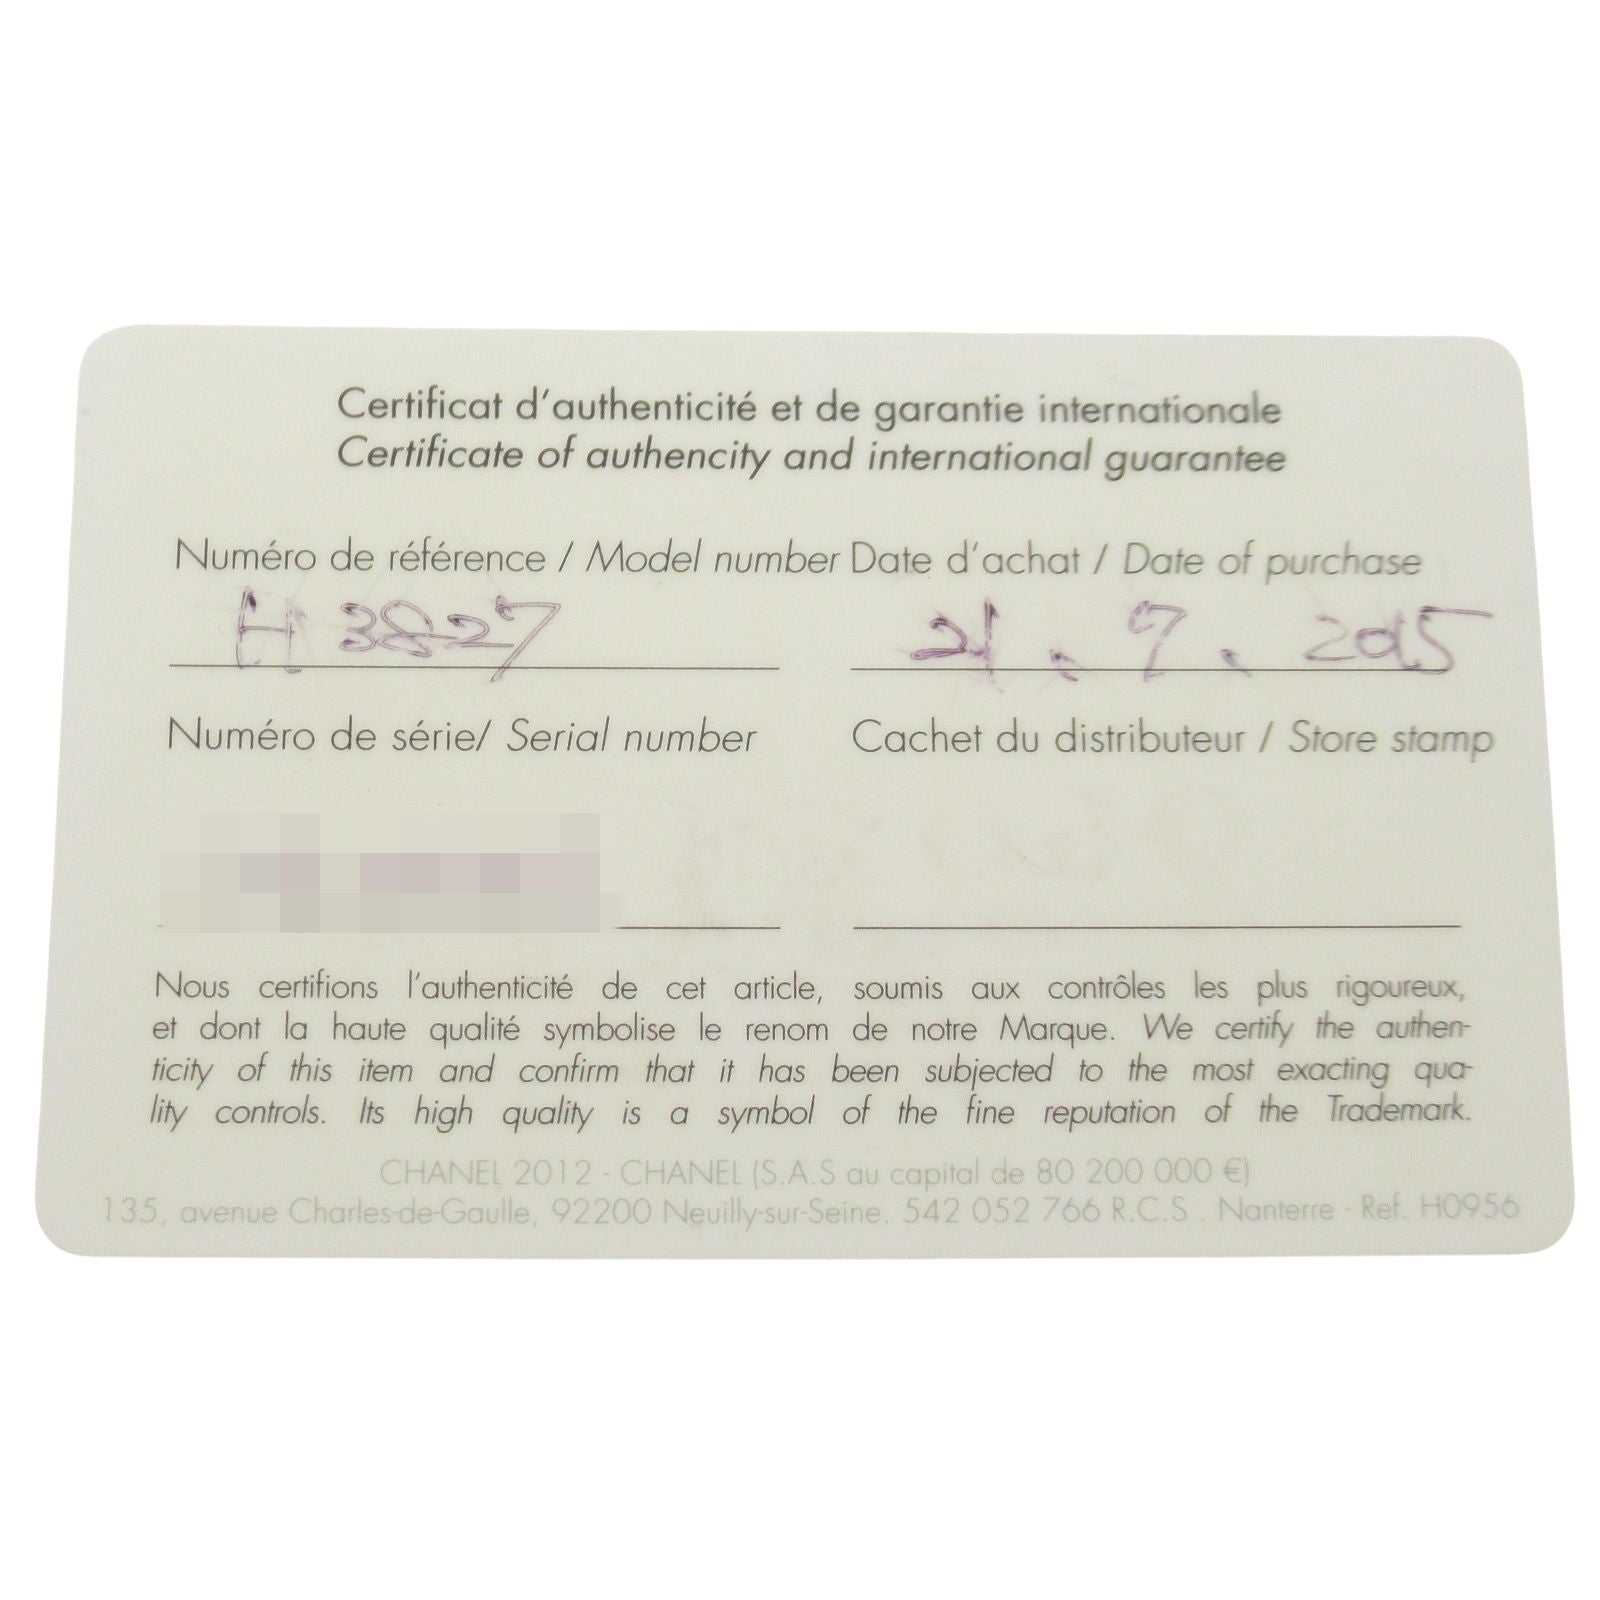 Certificat d'authenticité et de garantie internationale
Certificate of authencity and international guarantee
Numéro de référence / Model number Date d'achat / Date of purchase
H 3827 21. 9. 2015
Numéro de série/ Serial number Cachet du distributeur / Store stamp
Nous certifions l'authenticité de cet article, soumis aux contrôles les plus rigoureux,
et dont la haute qualité symbolise le renom de notre Marque. We certify the authen-
ticity of this item and confirm that it has been subjected to the most exacting qua-
lity controls. Its high quality is a symbol of the fine reputation of the Trademark.
CHANEL 2012 - CHANEL (S.A.S au capital de 80 200 000 €)
135, avenue Charles-de-Gaulle, 92200 Neuilly-sur-Seine. 542 052 766 R.C.S . Nanterre - Ref. H0956